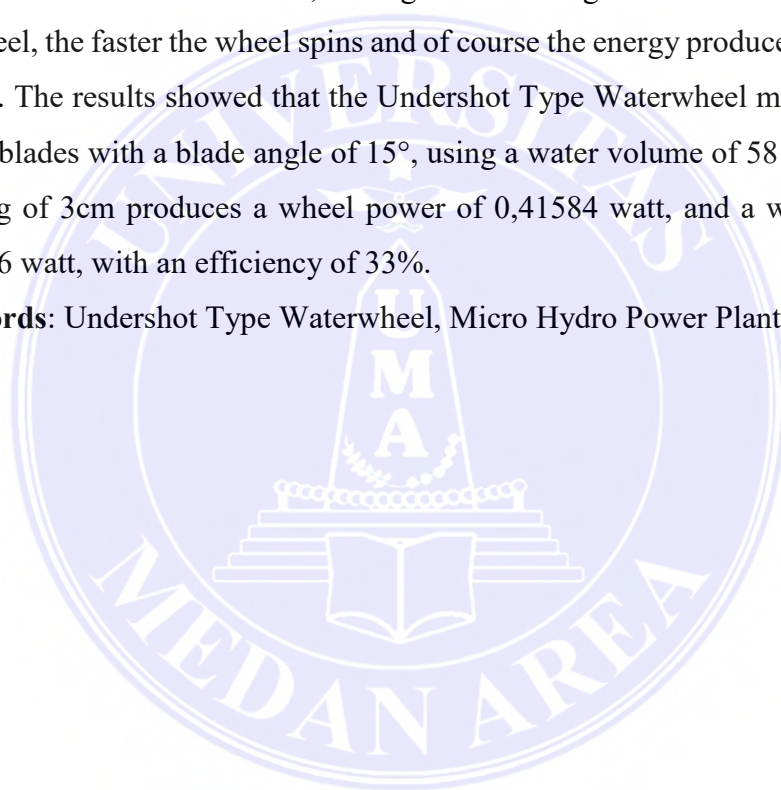 eel, the faster the wheel spins and of course the energy produce
. The results showed that the Undershot Type Waterwheel m
blades with a blade angle of 15°, using a water volume of 58
g of 3cm produces a wheel power of 0,41584 watt, and a w
6 watt, with an efficiency of 33%.
ords: Undershot Type Waterwheel, Micro Hydro Power Plant
UNIVERSITAS
U
M
A
MEDAN AREA